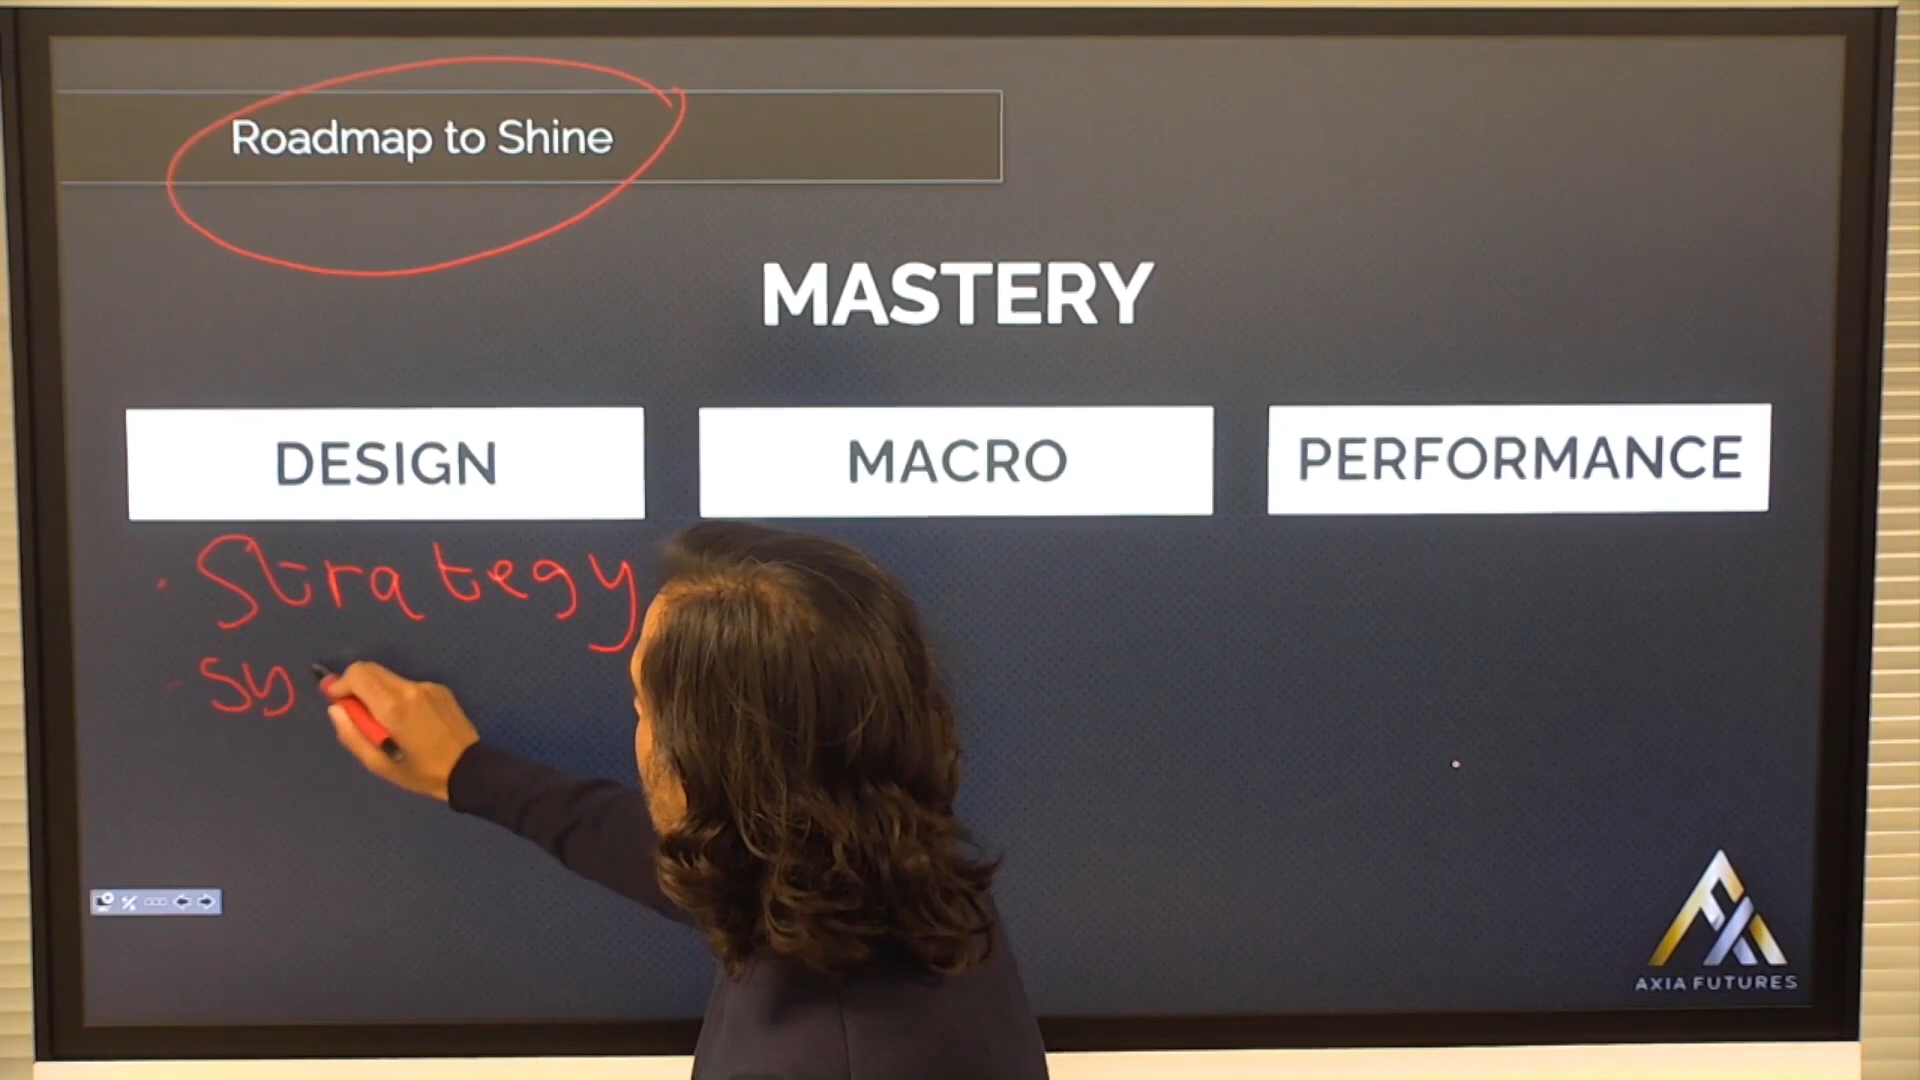 Roadmap to Shine
MASTERY
DESIGN
MACRO
PERFORMANCE
· Strategy
· Sy
AXIA FUTURES